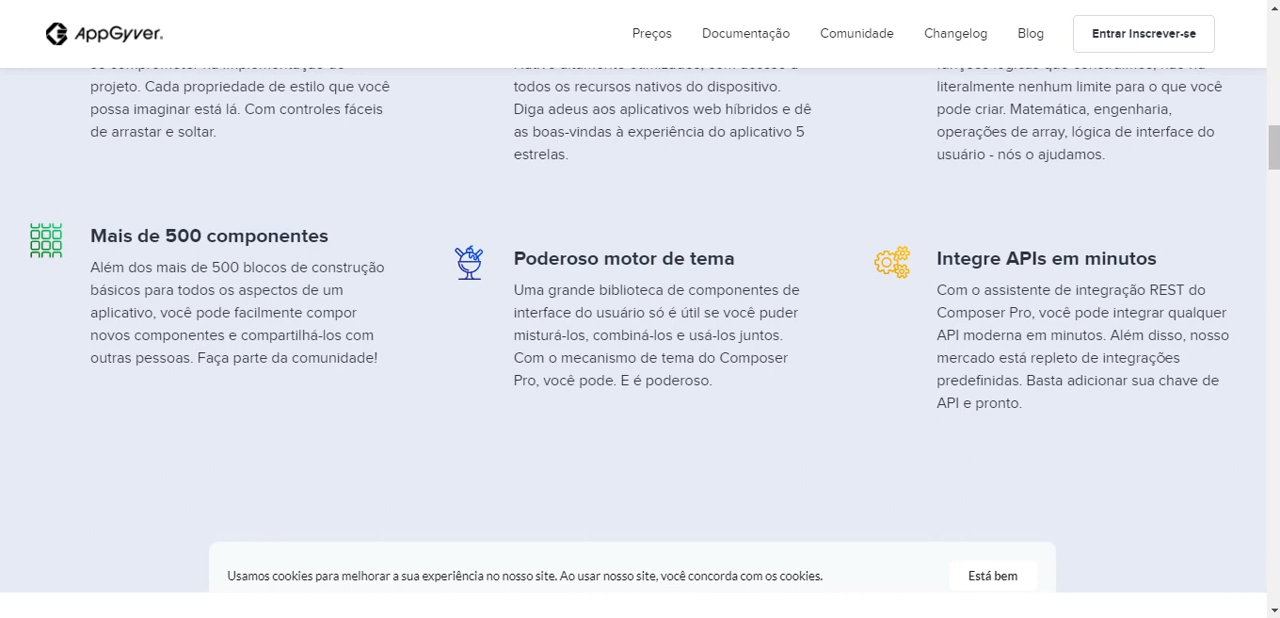 AppGyver.
Preços Documentação Comunidade Changelog Blog Entrar Inscrever-se
projeto. Cada propriedade de estilo que você
possa imaginar está lá. Com controles fáceis
de arrastar e soltar.
todos os recursos nativos do dispositivo.
Diga adeus aos aplicativos web híbridos e dê
as boas-vindas à experiência do aplicativo 5
estrelas.
literalmente nenhum limite para o que você
pode criar. Matemática, engenharia,
operações de array, lógica de interface do
usuário - nós o ajudamos.
Mais de 500 componentes
Além dos mais de 500 blocos de construção
básicos para todos os aspectos de um
aplicativo, você pode facilmente compor
novos componentes e compartilhá-los com
outras pessoas. Faça parte da comunidade!
Poderoso motor de tema
Uma grande biblioteca de componentes de
interface do usuário só é útil se você puder
misturá-los, combiná-los e usá-los juntos.
Com o mecanismo de tema do Composer
Pro, você pode. E é poderoso.
Integre APIs em minutos
Com o assistente de integração REST do
Composer Pro, você pode integrar qualquer
API moderna em minutos. Além disso, nosso
mercado está repleto de integrações
predefinidas. Basta adicionar sua chave de
API e pronto.
Usamos cookies para melhorar a sua experiência no nosso site. Ao usar nosso site, você concorda com os cookies.
Está bem